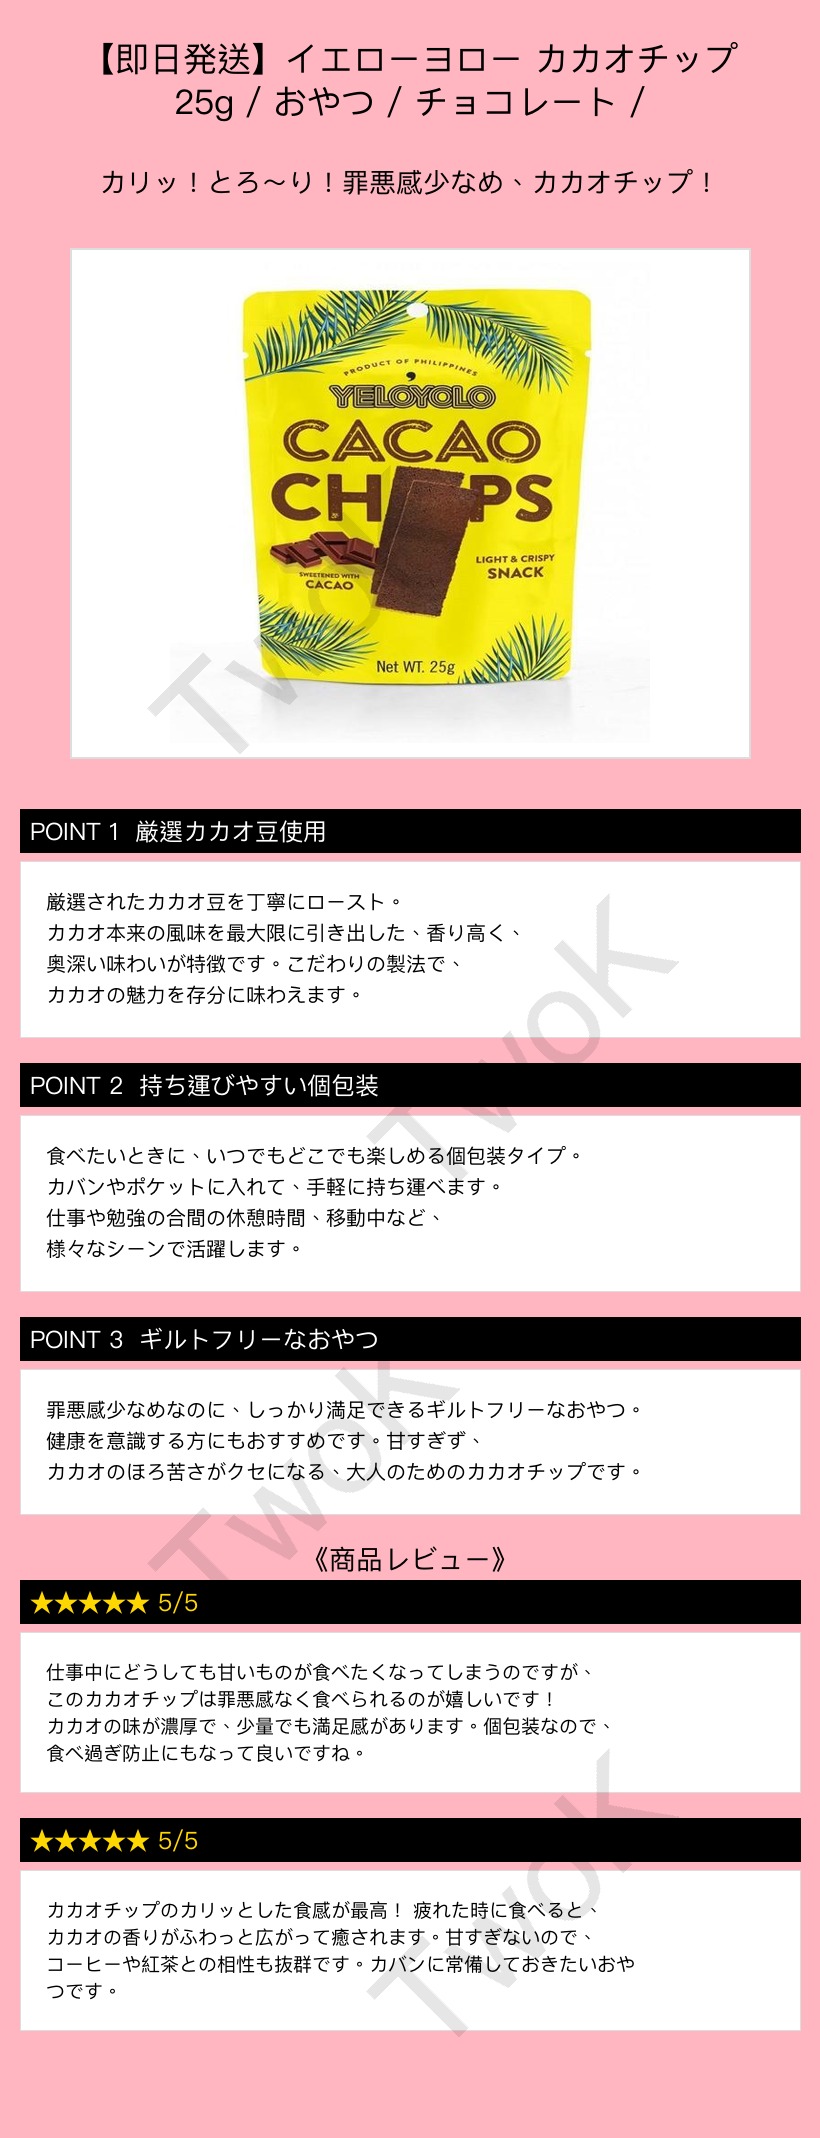 【即日発送】イエローヨロー カカオチップ
25g / おやつ / チョコレート /
カリッ！とろ～り！罪悪感少なめ、カカオチップ！
PRODUCT OF PHILIPPINES
YELOYOLO
CACAO
CHIPS
SWEETENED WITH
CACAO
LIGHT & CRISPY
SNACK
Net WT. 25g
POINT 1 厳選カカオ豆使用
厳選されたカカオ豆を丁寧にロースト。
カカオ本来の風味を最大限に引き出した、香り高く、
奥深い味わいが特徴です。こだわりの製法で、
カカオの魅力を存分に味わえます。
POINT 2 持ち運びやすい個包装
食べたいときに、いつでもどこでも楽しめる個包装タイプ。
カバンやポケットに入れて、手軽に持ち運べます。
仕事や勉強の合間の休憩時間、移動中など、
様々なシーンで活躍します。
POINT 3 ギルトフリーなおやつ
罪悪感少なめなのに、しっかり満足できるギルトフリーなおやつ。
健康を意識する方にもおすすめです。甘すぎず、
カカオのほろ苦さがクセになる、大人のためのカカオチップです。
《商品レビュー》
★★★★★ 5/5
仕事中にどうしても甘いものが食べたくなってしまうのですが、
このカカオチップは罪悪感なく食べられるのが嬉しいです！
カカオの味が濃厚で、少量でも満足感があります。個包装なので、
食べ過ぎ防止にもなって良いですね。
★★★★★ 5/5
カカオチップのカリッとした食感が最高！ 疲れた時に食べると、
カカオの香りがふわっと広がって癒されます。甘すぎないので、
コーヒーや紅茶との相性も抜群です。カバンに常備しておきたいおや
つです。
TwoK
TwoK
TwoK
TwoK